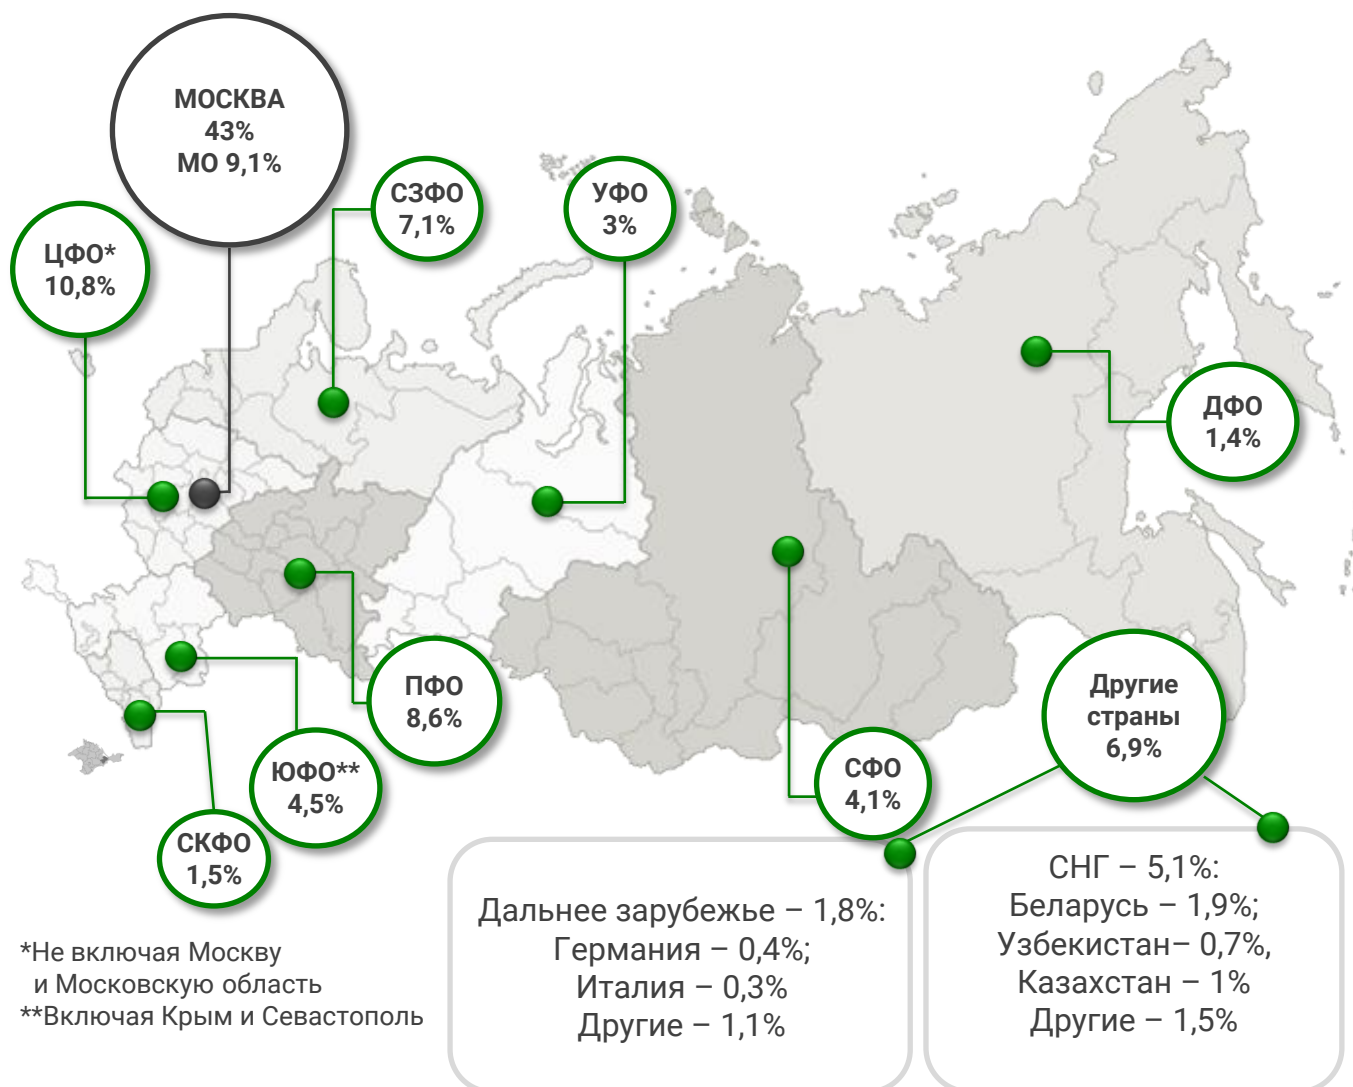 МОСКВА
43%
МО 9,1%
СЗФО
7,1%
УФО
3%
ЦФО*
10,8%
ДФО
1,4%
ПФО
8,6%
Другие
страны
6,9%
ЮФО**
4,5%
СФО
4,1%
СКФО
1,5%
*Не включая Москву
и Московскую область
**Включая Крым и Севастополь
Дальнее зарубежье – 1,8%:
Германия – 0,4%;
Италия – 0,3%
Другие – 1,1%
СНГ – 5,1%:
Беларусь – 1,9%;
Узбекистан– 0,7%,
Казахстан – 1%
Другие – 1,5%